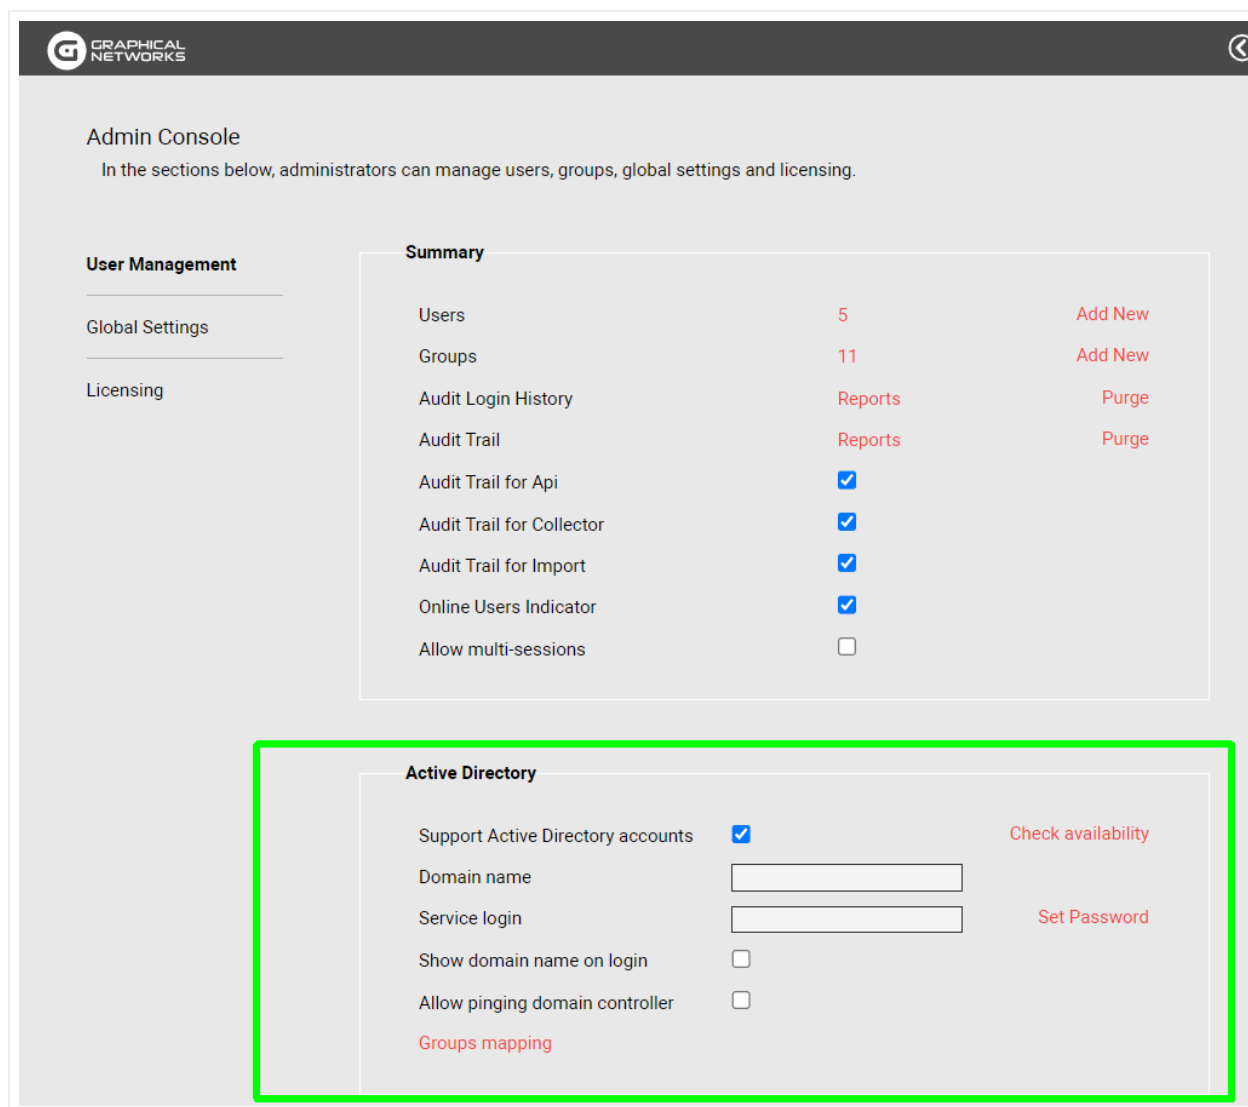 GRAPHICAL
NETWORKS
Admin Console
In the sections below, administrators can manage users, groups, global settings and licensing.
User Management
Global Settings
Licensing
Summary
Users 5 Add New
Groups 11 Add New
Audit Login History Reports Purge
Audit Trail Reports Purge
Audit Trail for Api
Audit Trail for Collector
Audit Trail for Import
Online Users Indicator
Allow multi-sessions
Active Directory
Support Active Directory accounts Check availability
Domain name
Service login Set Password
Show domain name on login
Allow pinging domain controller
Groups mapping